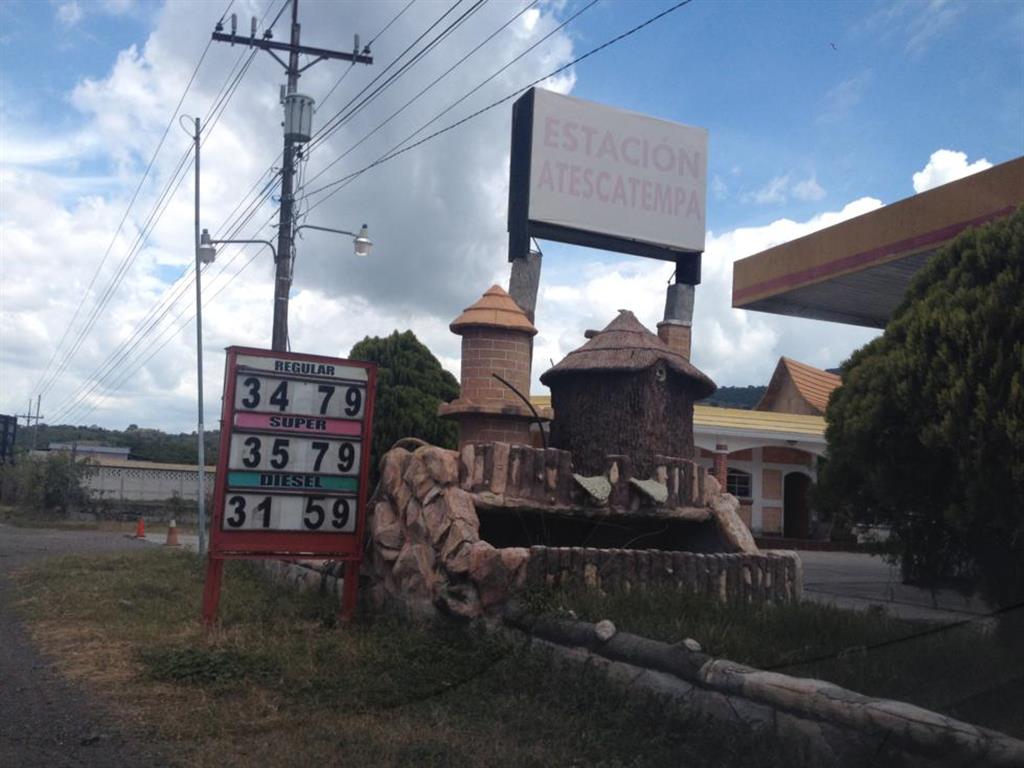 ESTACIÓN
ATESCATEMPA
REGULAR
34 79
SUPER
35 79
DIESEL
31 59